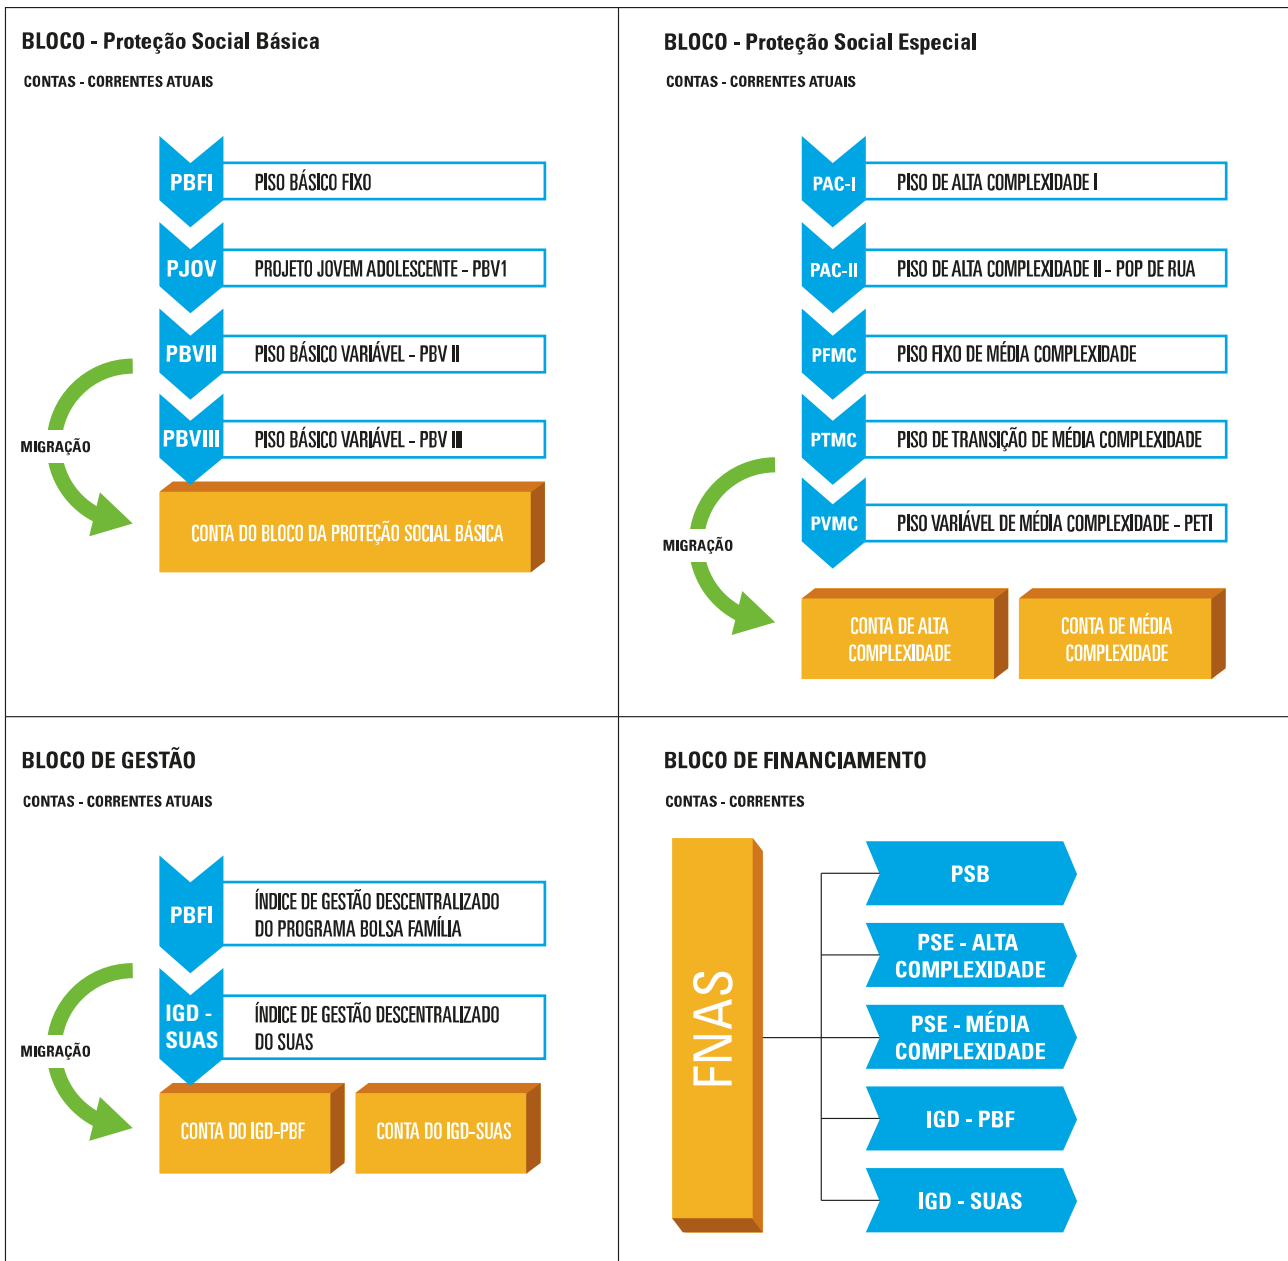 BLOCO - Proteção Social Básica
CONTAS - CORRENTES ATUAIS
PBFI
PISO BÁSICO FIXO
PJOV
PROJETO JOVEM ADOLESCENTE - PBV1
PBVII
PISO BÁSICO VARIÁVEL - PBV II
PBVIII
PISO BÁSICO VARIÁVEL - PBV III
MIGRAÇÃO
CONTA DO BLOCO DA PROTEÇÃO SOCIAL BÁSICA
BLOCO - Proteção Social Especial
CONTAS - CORRENTES ATUAIS
PAC-I
PISO DE ALTA COMPLEXIDADE I
PAC-II
PISO DE ALTA COMPLEXIDADE II - POP DE RUA
PFMC
PISO FIXO DE MÉDIA COMPLEXIDADE
PTMC
PISO DE TRANSIÇÃO DE MÉDIA COMPLEXIDADE
PVMC
PISO VARIÁVEL DE MÉDIA COMPLEXIDADE - PETI
MIGRAÇÃO
CONTA DE ALTA
COMPLEXIDADE
CONTA DE MÉDIA
COMPLEXIDADE
BLOCO DE GESTÃO
CONTAS - CORRENTES ATUAIS
PBFI
ÍNDICE DE GESTÃO DESCENTRALIZADO
DO PROGRAMA BOLSA FAMÍLIA
IGD -
SUAS
ÍNDICE DE GESTÃO DESCENTRALIZADO
DO SUAS
MIGRAÇÃO
CONTA DO IGD-PBF
CONTA DO IGD-SUAS
BLOCO DE FINANCIAMENTO
CONTAS - CORRENTES
FNAS
PSB
PSE - ALTA
COMPLEXIDADE
PSE - MÉDIA
COMPLEXIDADE
IGD - PBF
IGD - SUAS